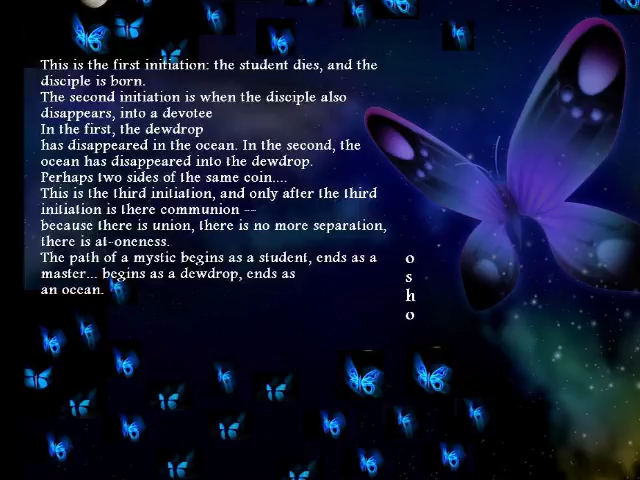 This is the first initiation: the student dies, and the
disciple is born.
The second initiation is when the disciple also
disappears, into a devotee
In the first, the dewdrop
has disappeared in the ocean. In the second, the
ocean has disappeared into the dewdrop.
Perhaps two sides of the same coin....
This is the third initiation, and only after the third
initiation is there communion --
because there is union, there is no more separation,
there is at-oneness.
The path of a mystic begins as a student, ends as a
master... begins as a dewdrop, ends as
an ocean.
o
s
h
o